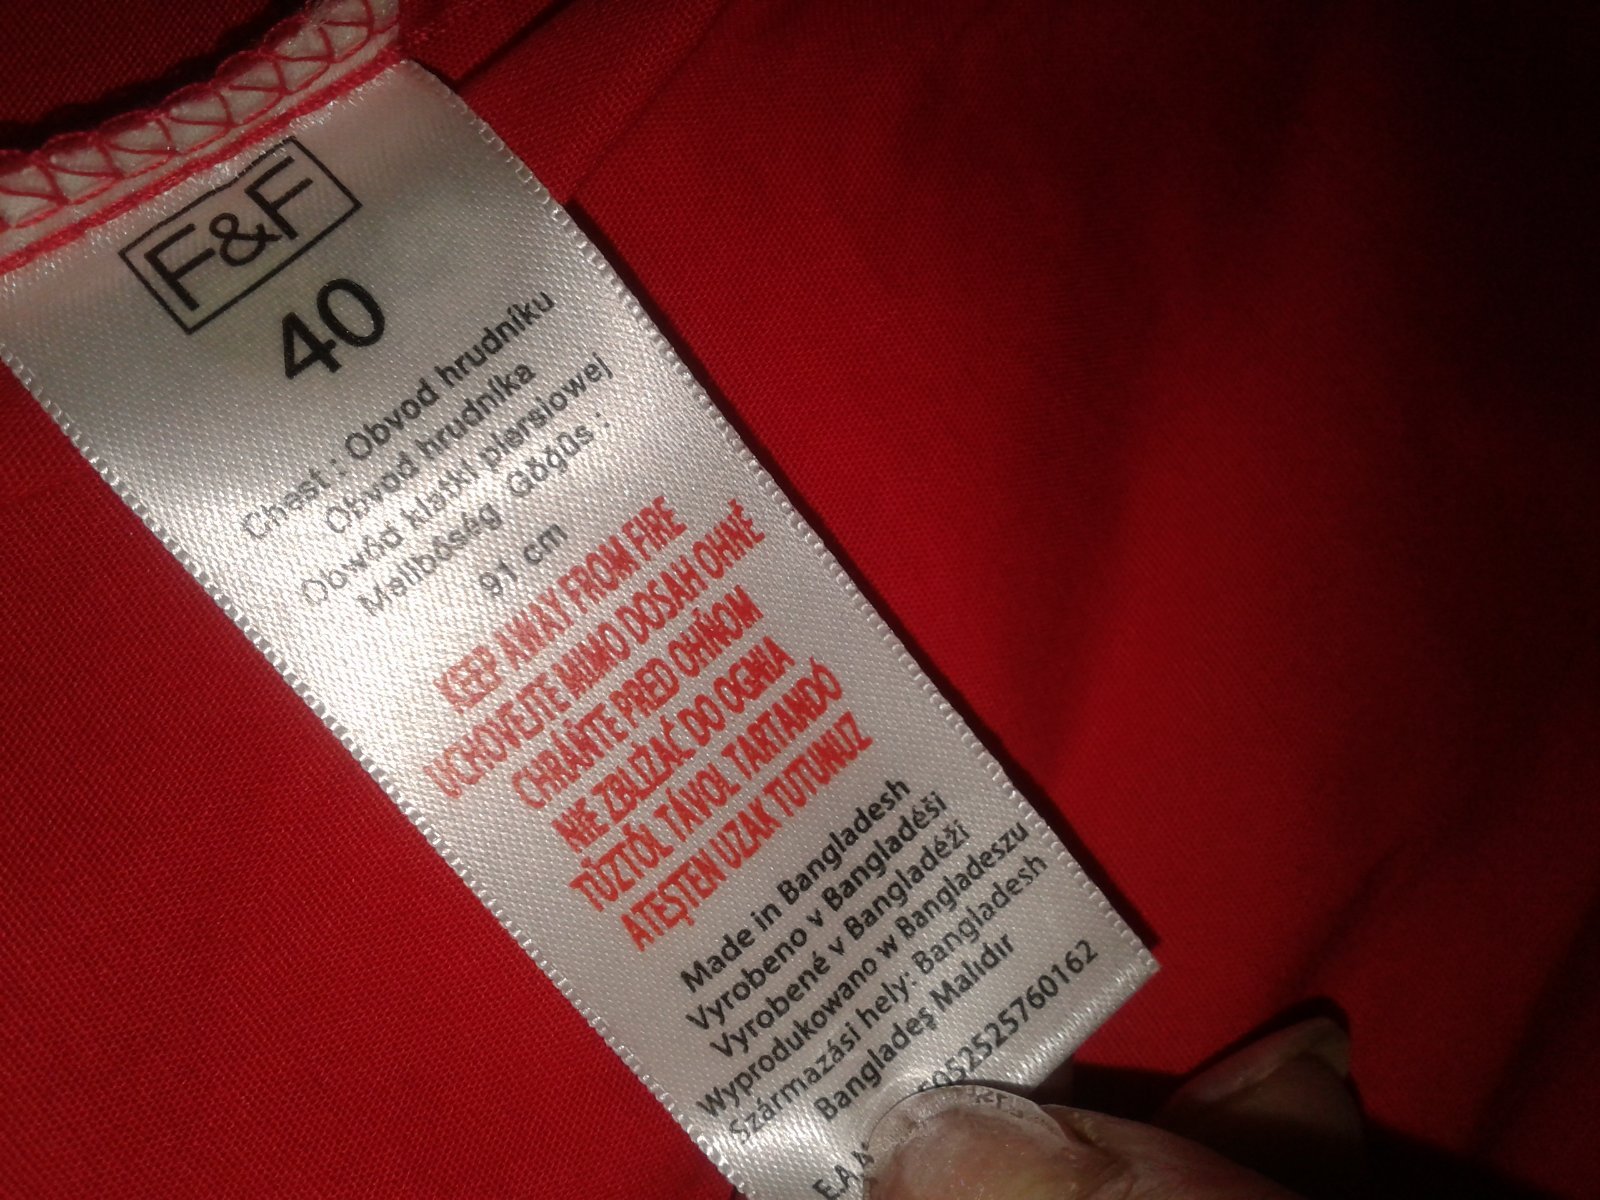 F&F
40
Chest : Obvod hrudníku
Obvod hrudníka
Obwód klatki piersiowej
Mellbőség Göğüs :
91 cm
KEEP AWAY FROM FIRE
UCHOVEJTE MIMO DOSAH OHNĚ
CHRÁŇTE PRED OHŇOM
NIE ZBLIŻAĆ DO OGNIA
TŰZTŐL TÁVOL TARTANDÓ
ATEŞTEN UZAK TUTUNUZ
Made in Bangladesh
Vyrobeno v Bangladéši
Vyrobené v Bangladéži
Wyprodukowano w Bangladeszu
Származási hely: Bangladesh
Bangladeş Malıdır